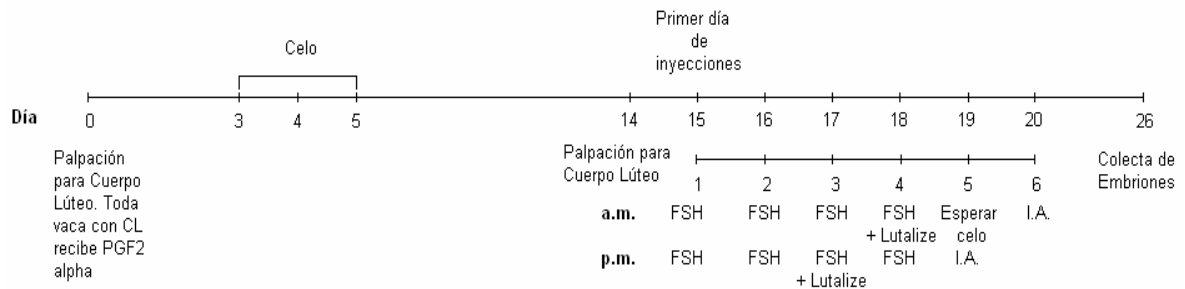 Primer día
de
inyecciones
Celo
Día 0 3 4 5 14 15 16 17 18 19 20 26
Palpación
para Cuerpo
Lúteo. Toda
vaca con CL
recibe PGF2
alpha
Palpación para
Cuerpo Lúteo
1 2 3 4 5 6
Colecta de
Embriones
a.m. FSH FSH FSH FSH Esperar I.A.
+ Lutalize celo
p.m. FSH FSH FSH FSH I.A.
+ Lutalize